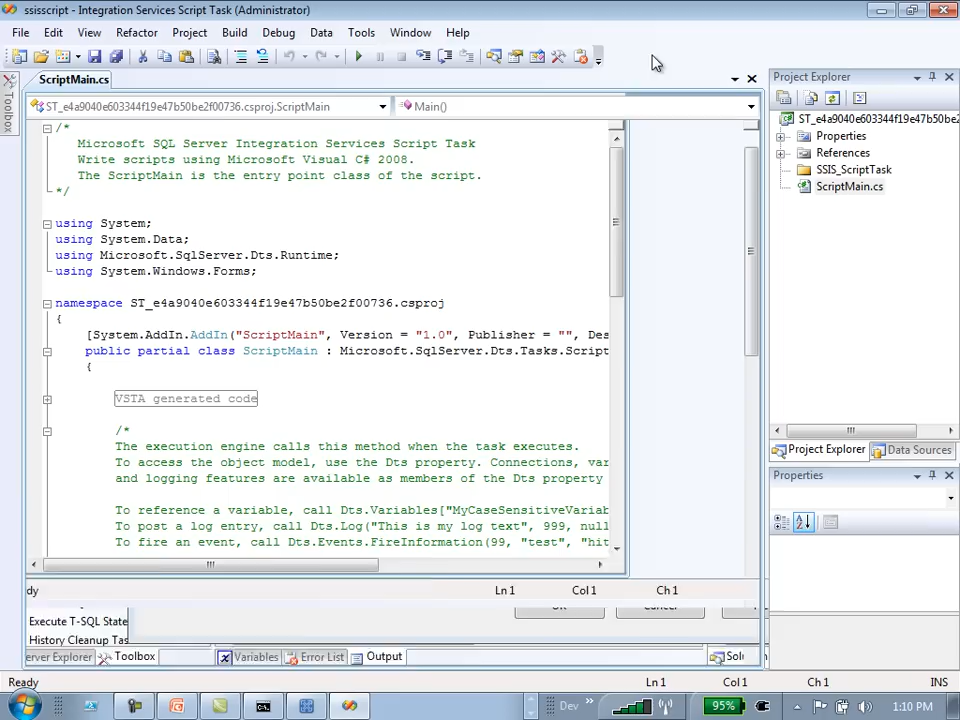 ssisscript - Integration Services Script Task (Administrator)
File Edit View Refactor Project Build Debug Data Tools Window Help
Toolbox
ScriptMain.cs
Project Explorer
ST_e4a9040e603344f19e47b50be2f00736.csproj.ScriptMain
Main()
ST_e4a9040e603344f19e47b50be2
Properties
References
SSIS_ScriptTask
ScriptMain.cs
/*
Microsoft SQL Server Integration Services Script Task
Write scripts using Microsoft Visual C# 2008.
The ScriptMain is the entry point class of the script.
*/
using System;
using System.Data;
using Microsoft.SqlServer.Dts.Runtime;
using System.Windows.Forms;
namespace ST_e4a9040e603344f19e47b50be2f00736.csproj
{
[System.AddIn.AddIn("ScriptMain", Version = "1.0", Publisher = "", Des
public partial class ScriptMain : Microsoft.SqlServer.Dts.Tasks.Script
{
VSTA generated code
/*
The execution engine calls this method when the task executes.
To access the object model, use the Dts property. Connections, var
and logging features are available as members of the Dts property
To reference a variable, call Dts.Variables["MyCaseSensitiveVariab
To post a log entry, call Dts.Log("This is my log text", 999, null
To fire an event, call Dts.Events.FireInformation(99, "test", "hit
Project Explorer Data Sources
Properties
dy Ln 1 Col 1 Ch 1
Execute T-SQL State
History Cleanup Tas
erver Explorer Toolbox Variables Error List Output Solu
Ready Ln 1 Col 1 Ch 1 INS
Dev 95% 1:10 PM